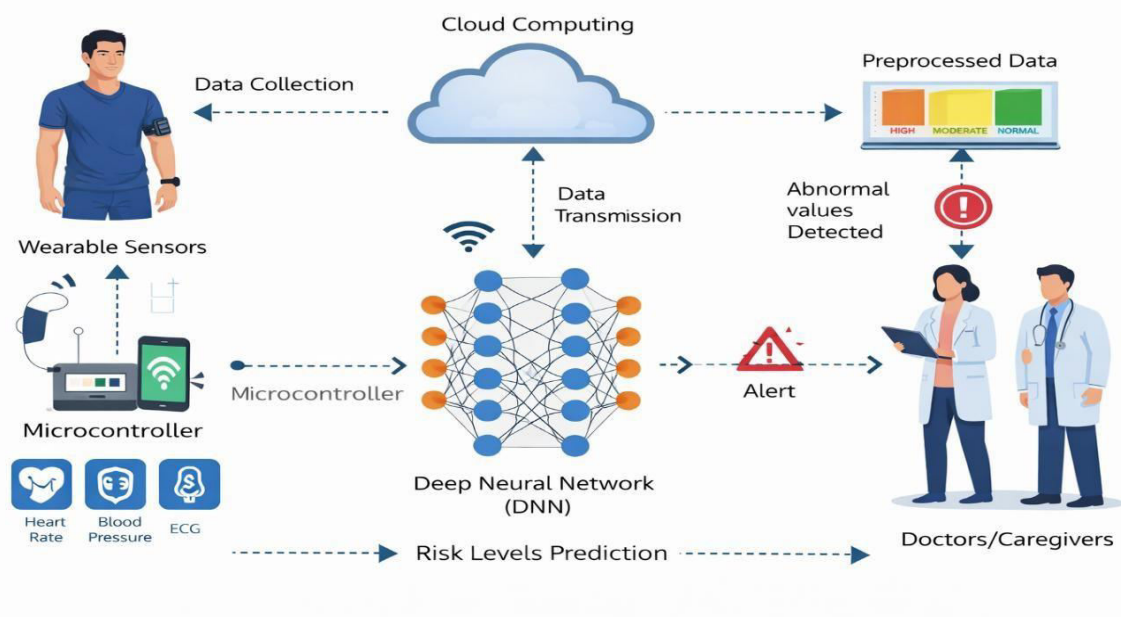 Cloud Computing
Data Collection
Preprocessed Data
HIGH MODERATE NORMAL
Data
Transmission
Abnormal
values
Detected
Wearable Sensors
Microcontroller
Microcontroller
Alert
Heart
Rate
Blood
Pressure
ECG
Deep Neural Network
(DNN)
Risk Levels Prediction
Doctors/Caregivers